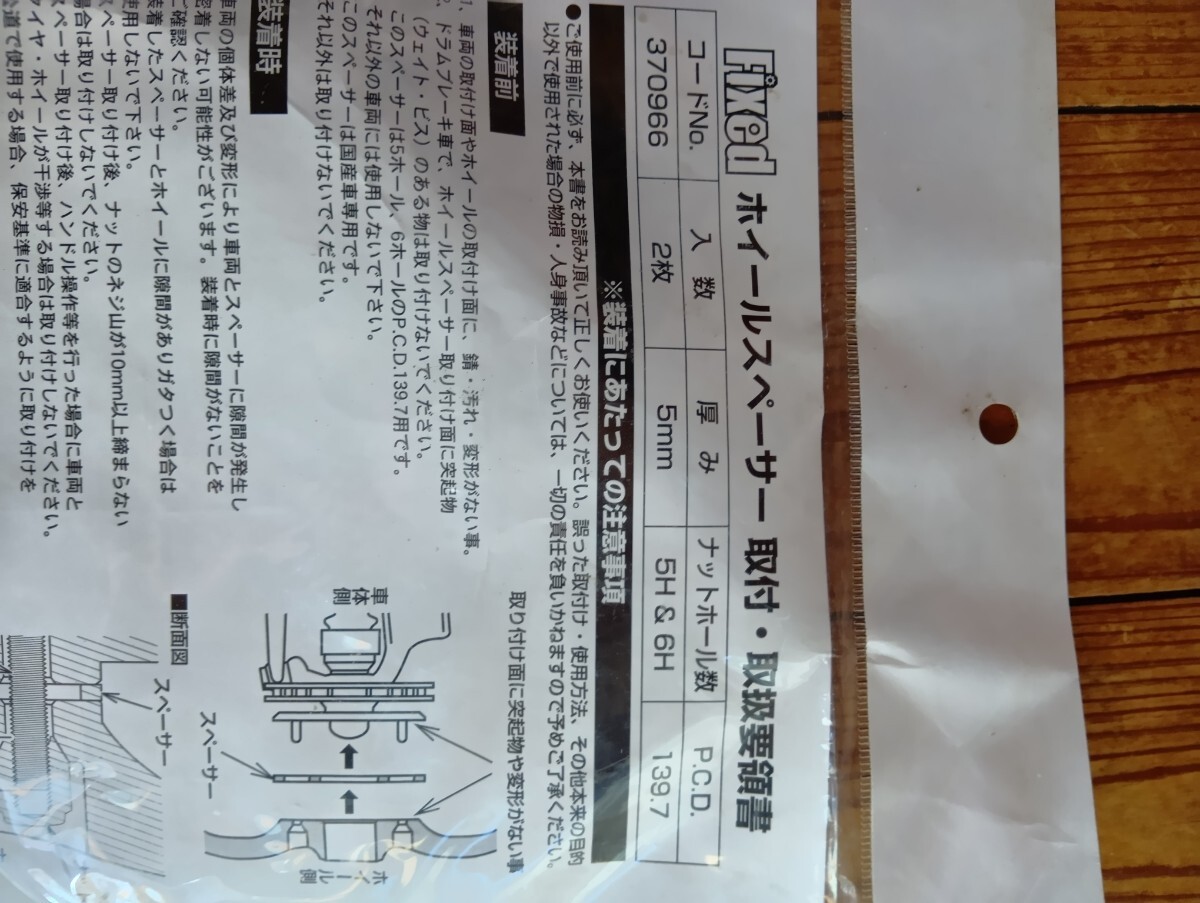 Fixed ホイールスペーサー 取付・取扱要領書
コードNo. 入数 厚み ナットホール数 P.C.D.
370966 2枚 5mm 5H & 6H 139.7
※装着にあたっての注意事項
●ご使用前に必ず、本書をお読み頂いて正しくお使いください。誤った取付け・使用方法、その他本来の目的
以外で使用された場合の物損・人身事故などについては、一切の責任を負いかねますので予めご了承ください。
装着前
1、車両の取付け面やホイールの取付け面に、錆・汚れ・変形がない事。
、ドラムブレーキ車で、ホイールスペーサー取り付け面に突起物
(ウェイト・ビス)のある物は取り付けないでください。
このスペーサーは5ホール、6ホールのP.C.D.139.7用です。
それ以外の車両には使用しないで下さい。
このスペーサーは国産車専用です。
それ以外は取り付けないでください。
装着時
車両の個体差及び変形により車両とスペーサーに隙間が発生し
密着しない可能性がございます。装着時に隙間がないことを
ご確認ください。
装着したスペーサーとホイールに隙間がありガタつく場合は
使用しないで下さい。
スペーサー取り付け後、ナットのネジ山が10mm以上締まらない
場合は取り付けしないでください。
スペーサー取り付け後、ハンドル操作等を行った場合に車両と
タイヤ・ホイールが干渉等する場合は取り付けしないでください。
公道で使用する場合、保安基準に適合するように取り付けを
取り付け面に突起物や変形がない事
車体側
スペーサー
ホイール側
■断面図
スペーサー